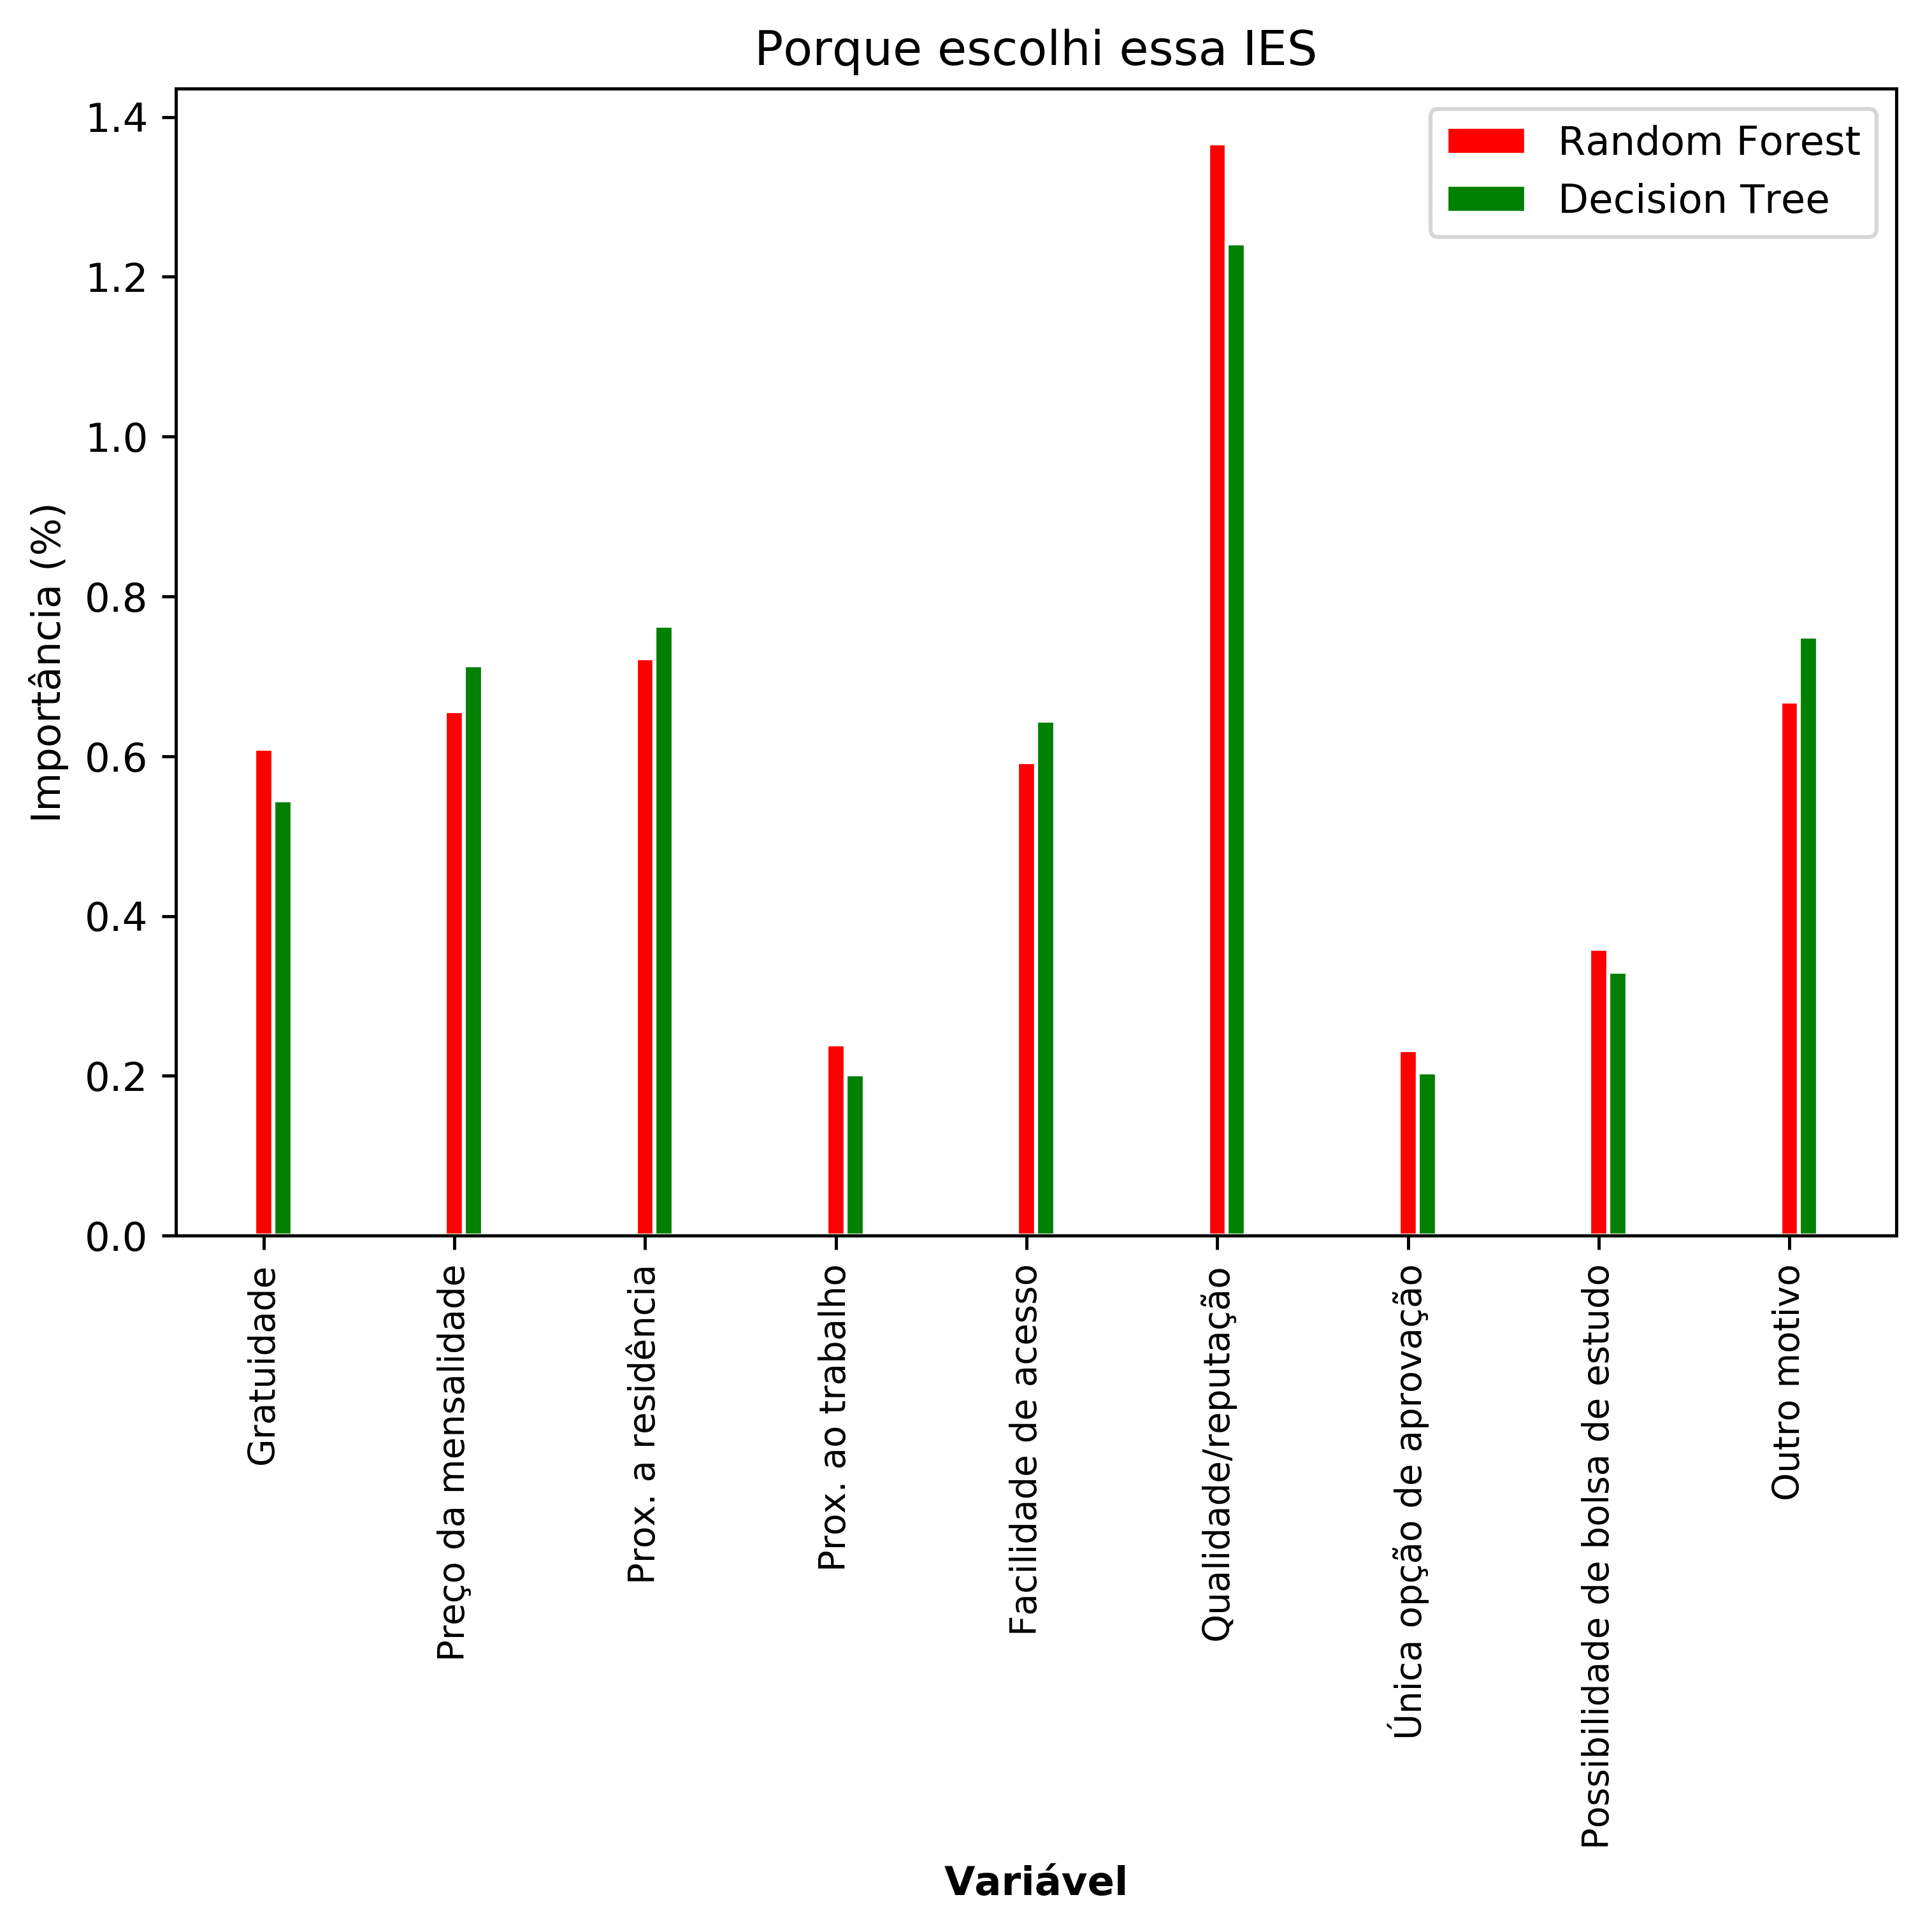 Porque escolhi essa IES
Random Forest
Decision Tree
Importância (%)
1.4
1.2
1.0
0.8
0.6
0.4
0.2
0.0
Gratuidade
Preço da mensalidade
Prox. a residência
Prox. ao trabalho
Facilidade de acesso
Qualidade/reputação
Única opção de aprovação
Possibilidade de bolsa de estudo
Outro motivo
Variável